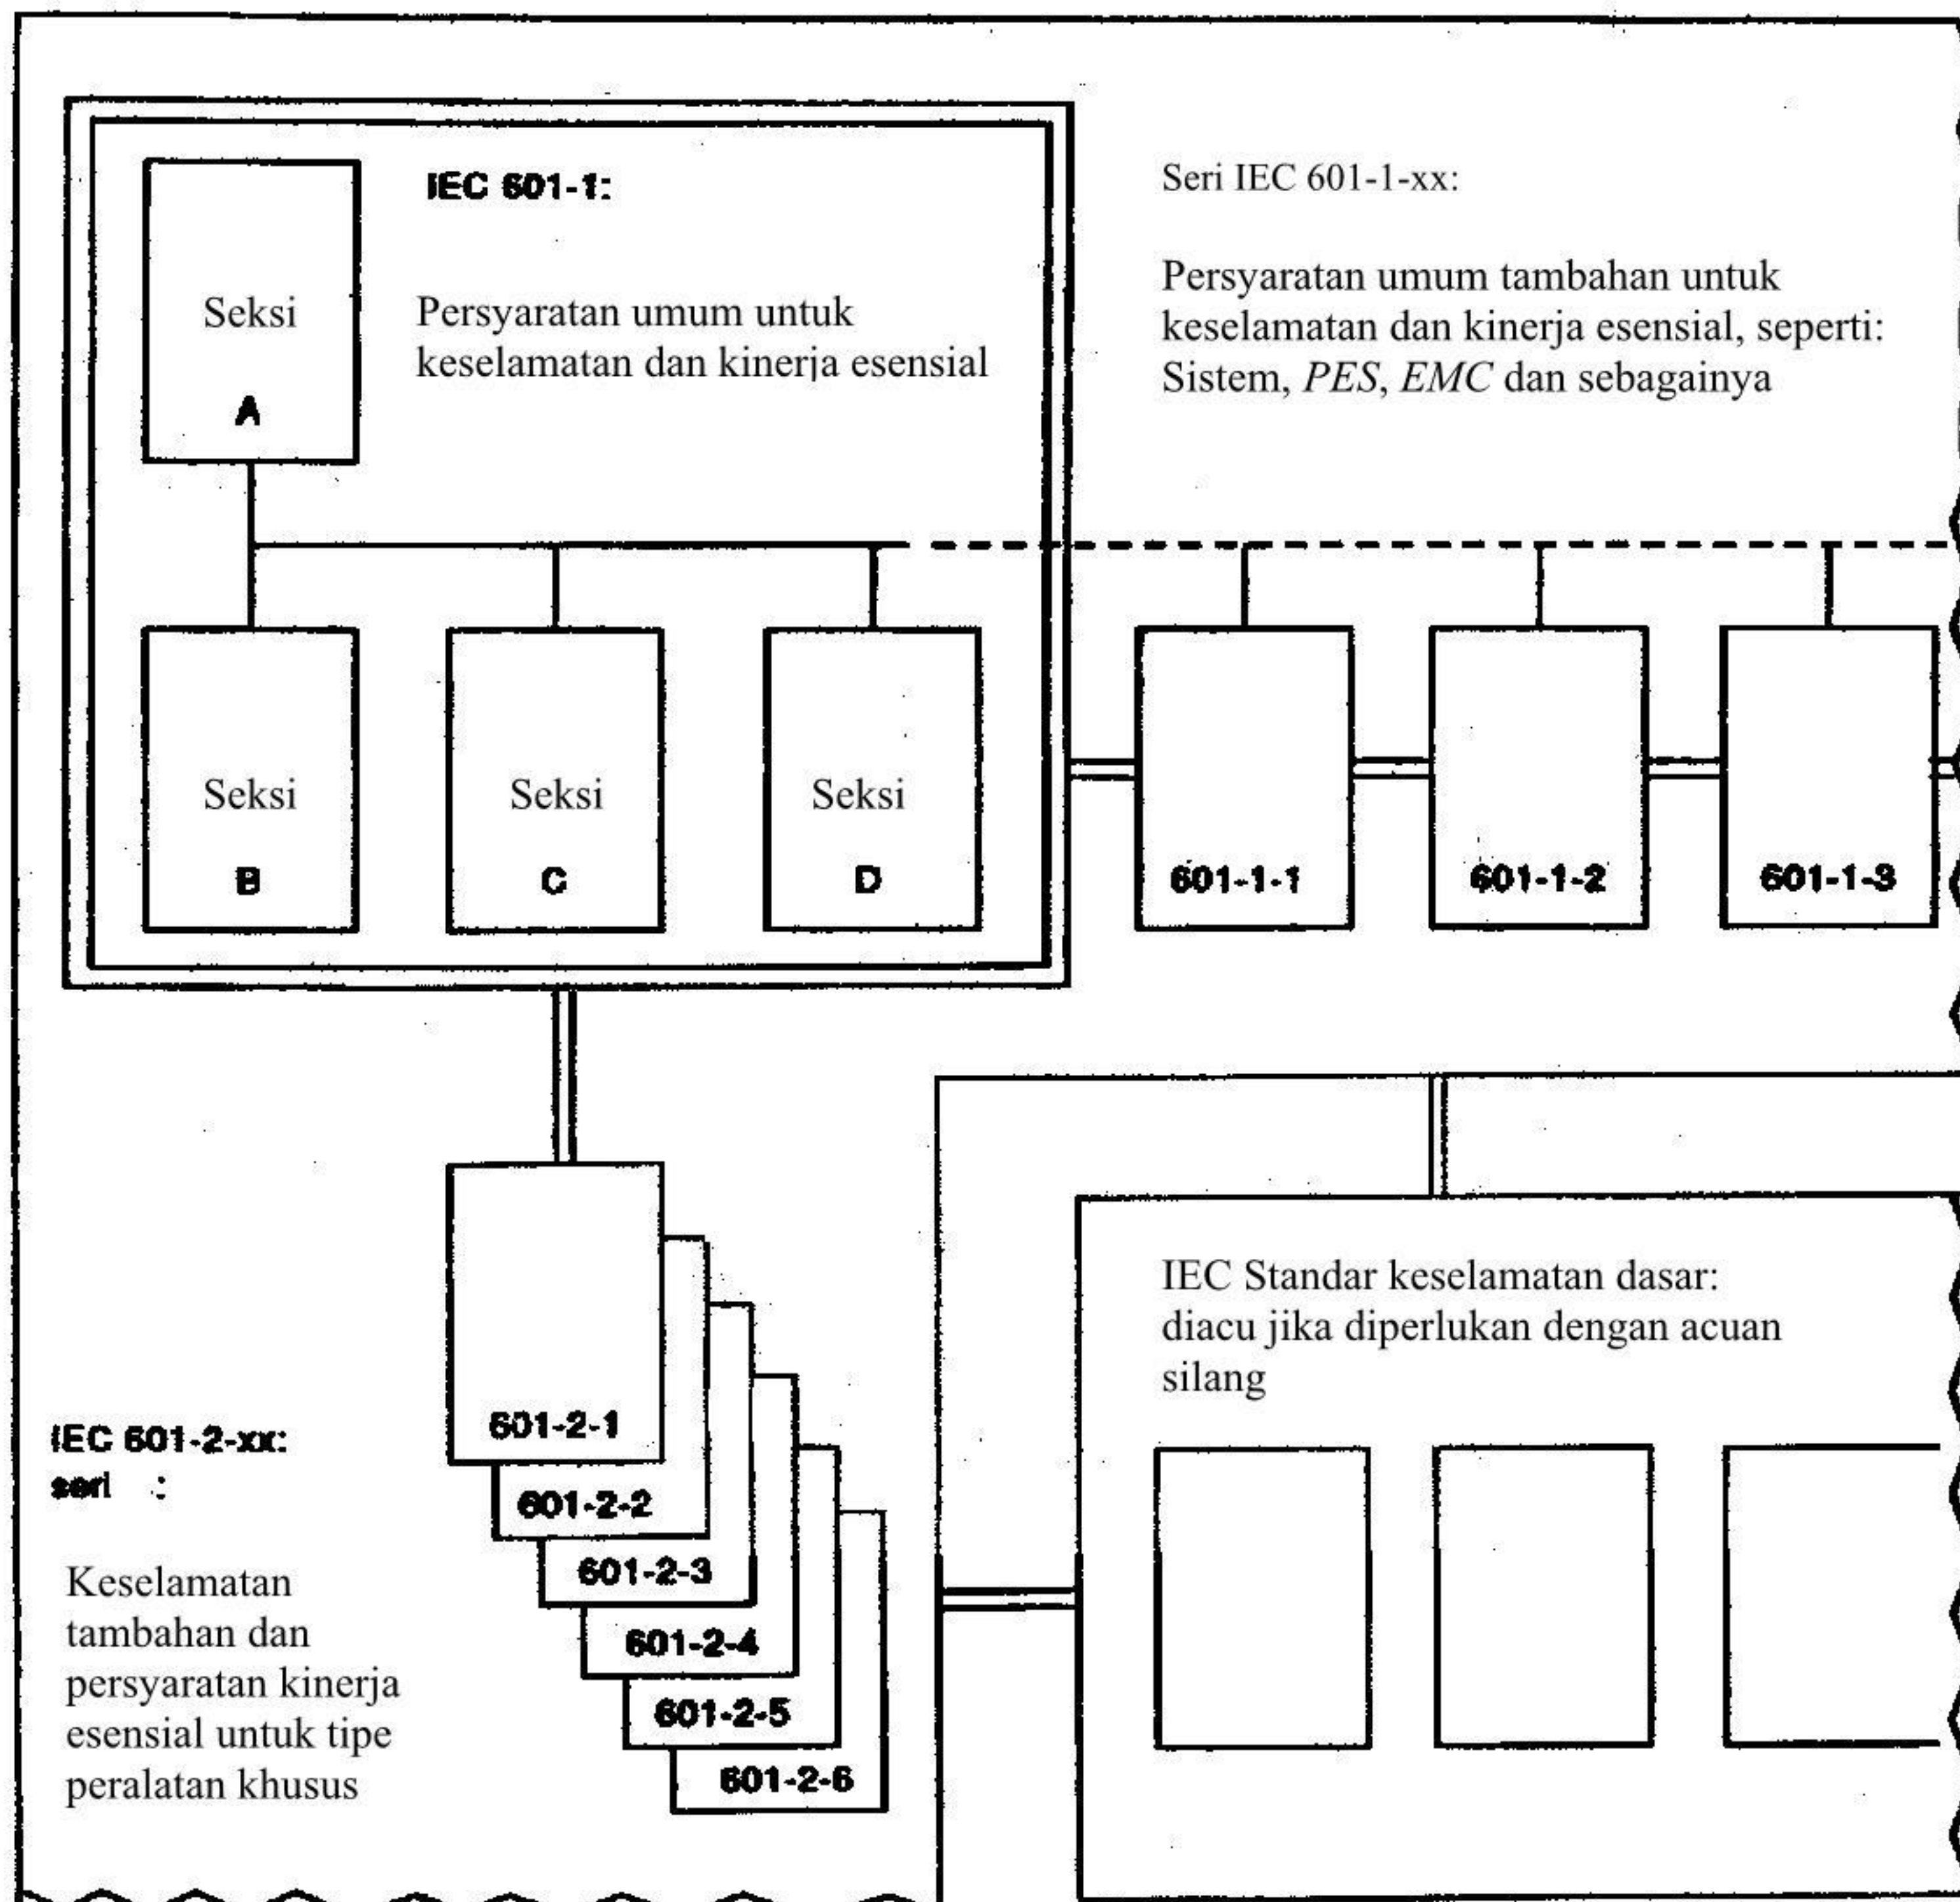 IEC 601-1:
Seksi
A
Persyaratan umum untuk
keselamatan dan kinerja esensial
Seri IEC 601-1-xx:
Persyaratan umum tambahan untuk
keselamatan dan kinerja esensial, seperti:
Sistem, PES, EMC dan sebagainya
Seksi
B
Seksi
C
Seksi
D
601-1-1
601-1-2
601-1-3
601-2-1
601-2-2
601-2-3
601-2-4
601-2-5
601-2-6
IEC 601-2-xx:
seri :
Keselamatan
tambahan dan
persyaratan kinerja
esensial untuk tipe
peralatan khusus
IEC Standar keselamatan dasar:
diacu jika diperlukan dengan acuan
silang